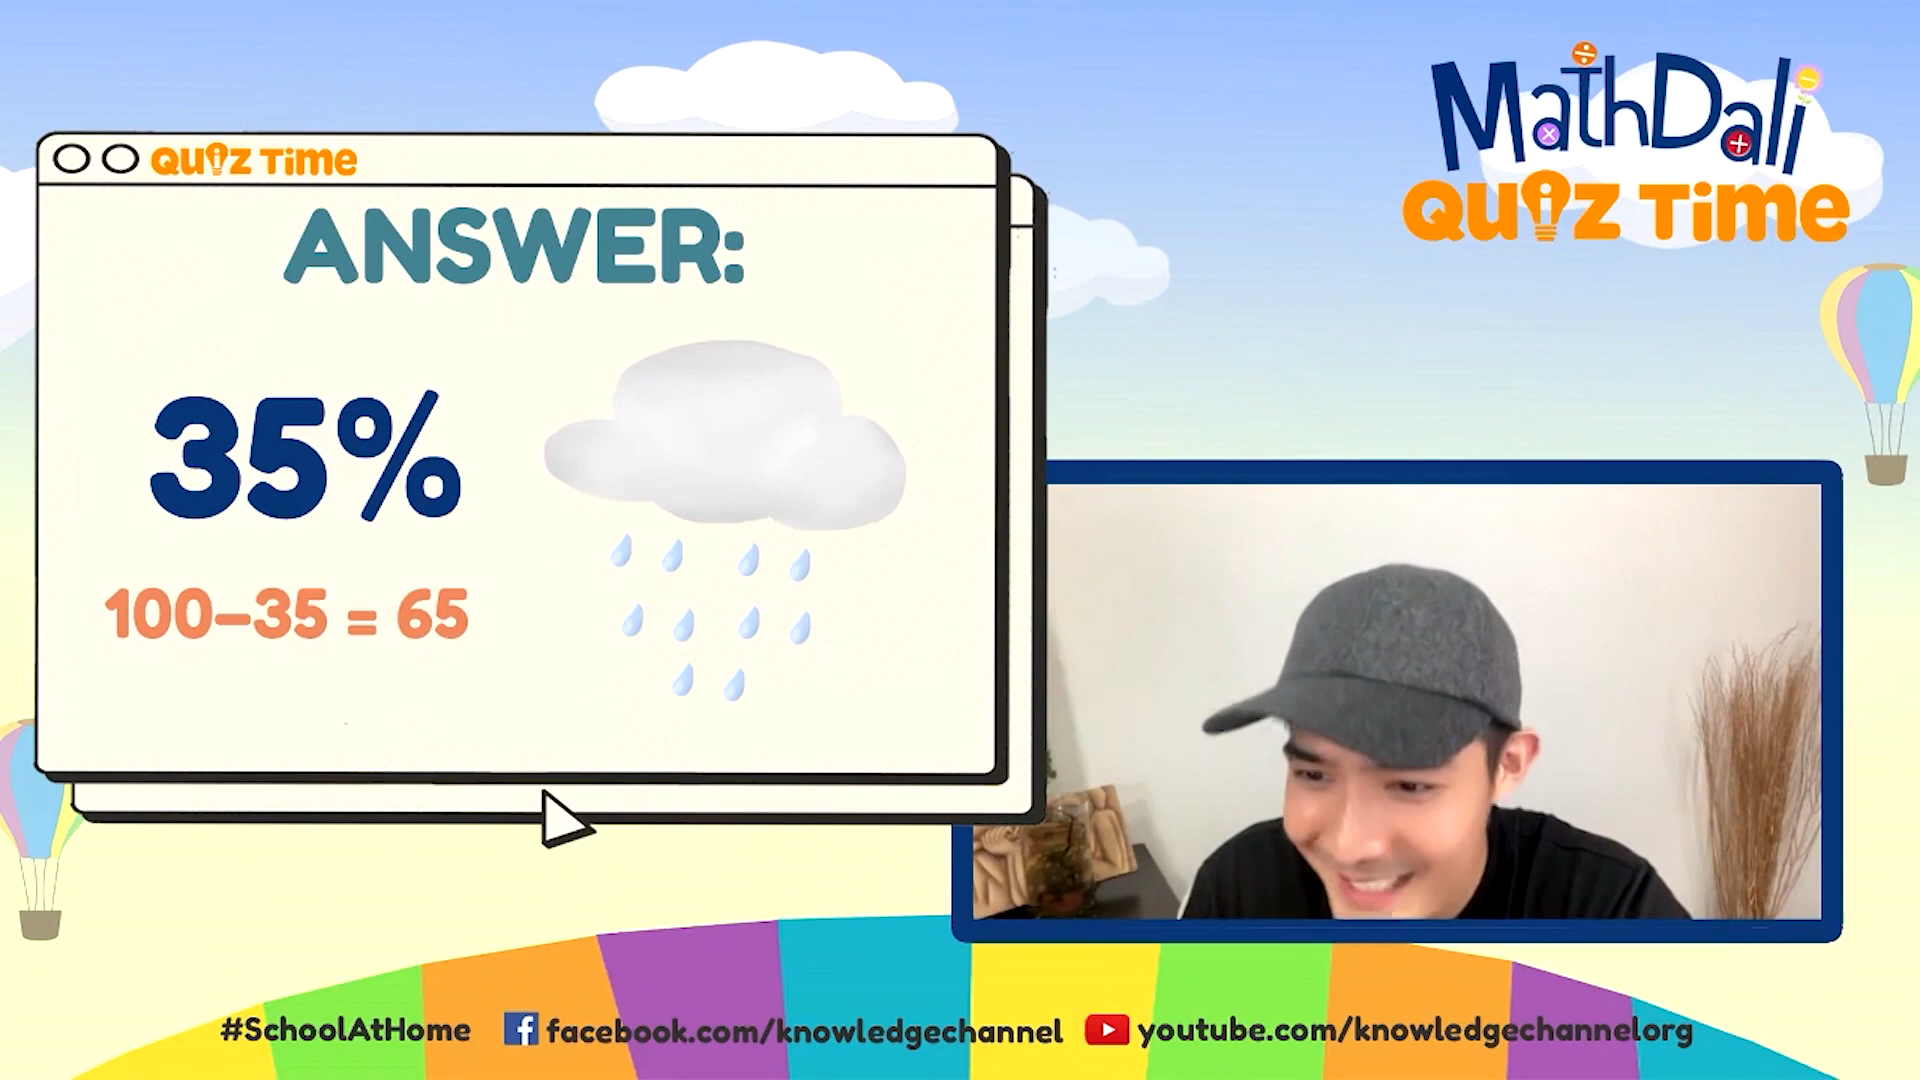 QUIZ Time
ANSWER:
35%
100-35 = 65
MathDali
QUIZ Time
#SchoolAtHome
facebook.com/knowledgechannel
youtube.com/knowledgechannelorg